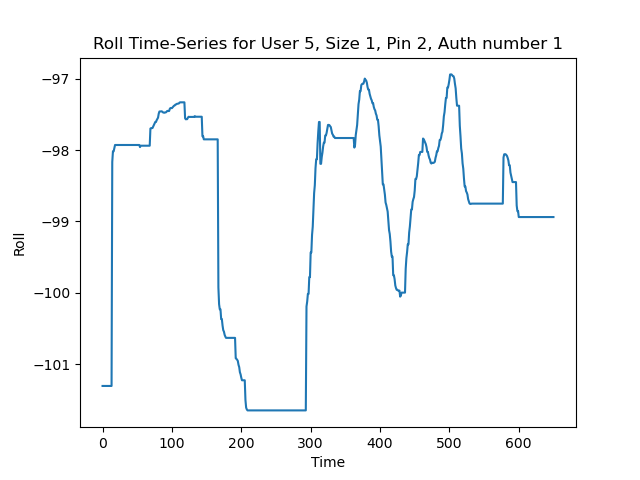 Roll Time-Series for User 5, Size 1, Pin 2, Auth number 1
−97
−98
−99
−100
−101
Roll
0 100 200 300 400 500 600
Time